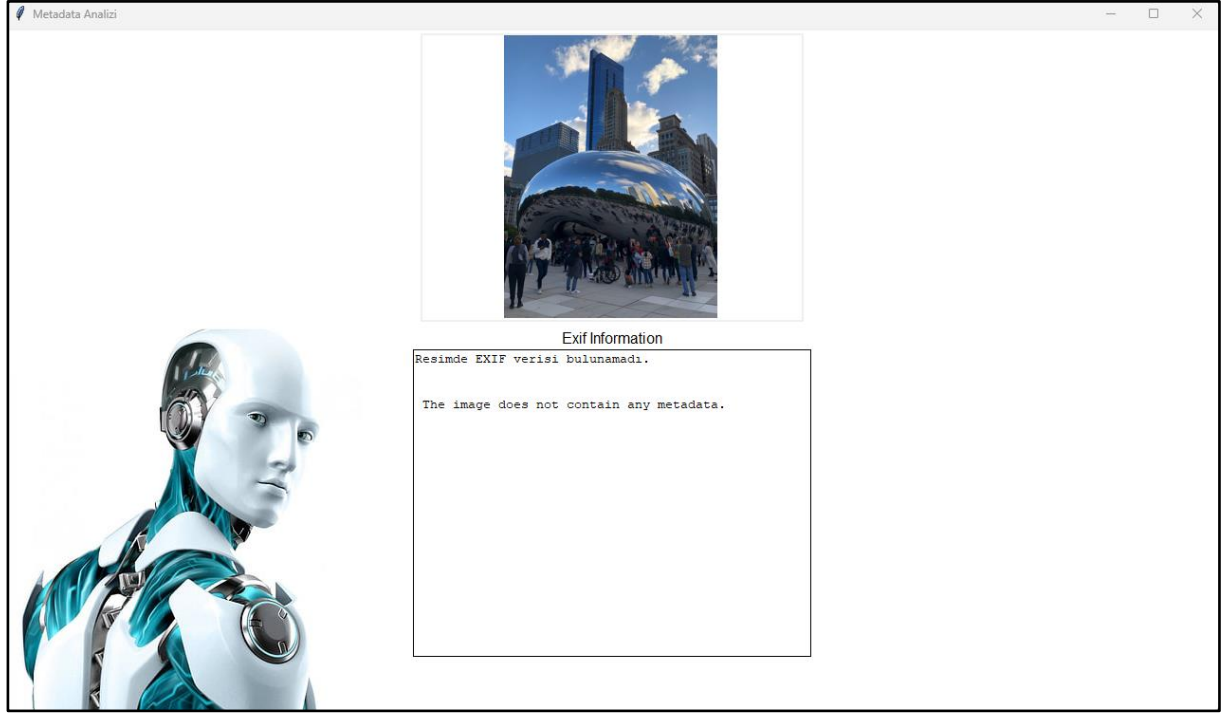 Metadata Analizi
Exif Information
Resimde EXIF verisi bulunamadı.
The image does not contain any metadata.